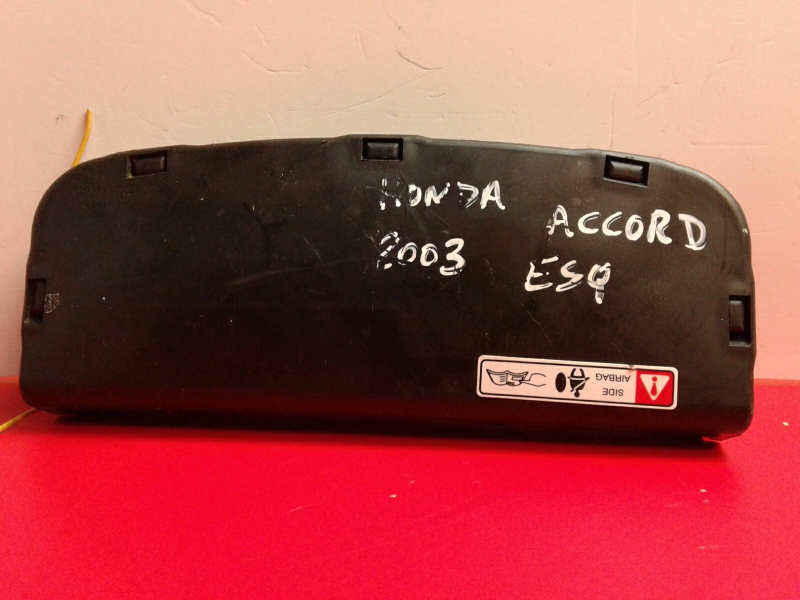 HONDA ACCORD
2003 ESQ
SIDE
AIRBAG